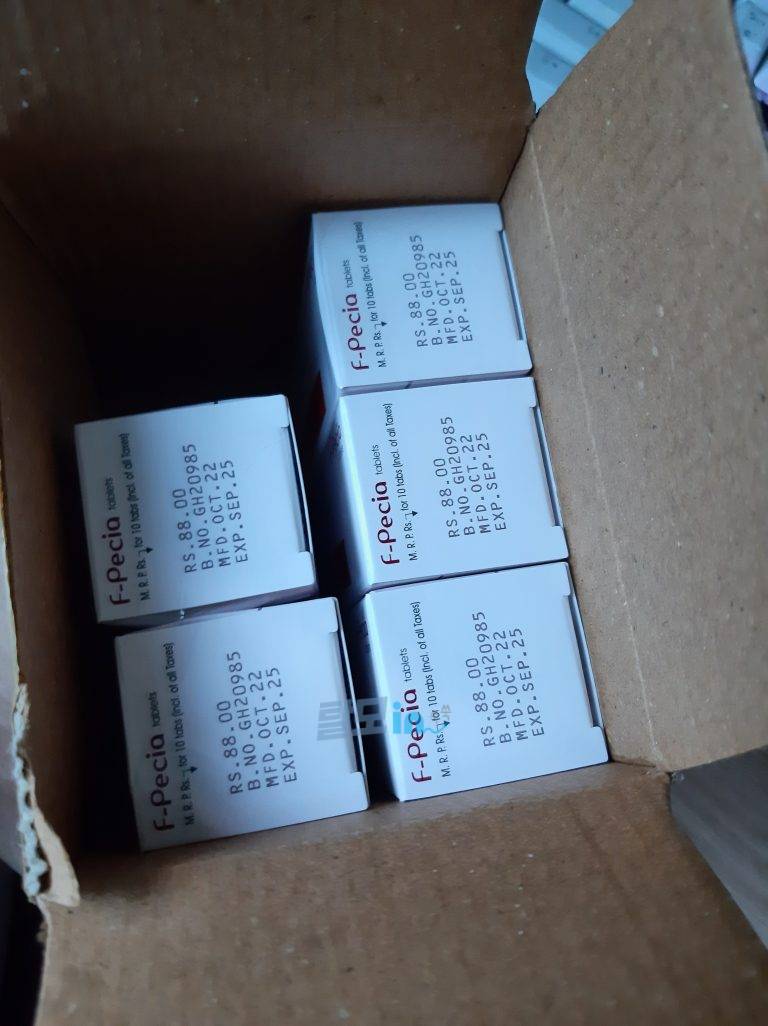 F-Pecia tablets
M. R. P. Rs. for 10 tabs (Incl. of all Taxes)
RS.88.00
B.NO.GH20985
MFD.OCT.22
EXP.SEP.25
F-Pecia tablets
M. R. P. Rs. for 10 tabs (Incl. of all Taxes)
RS.88.00
B.NO.GH20985
MFD.OCT.22
EXP.SEP.25
F-Pecia tablets
M. R. P. Rs. for 10 tabs (Incl. of all Taxes)
RS.88.00
B.NO.GH20985
MFD.OCT.22
EXP.SEP.25
F-Pecia tablets
M. R. P. Rs. for 10 tabs (Incl. of all Taxes)
RS.88.00
B.NO.GH20985
MFD.OCT.22
EXP.SEP.25
F-Pecia tablets
M. R. P. Rs. for 10 tabs (Incl. of all Taxes)
RS.88.00
B.NO.GH20985
MFD.OCT.22
EXP.SEP.25